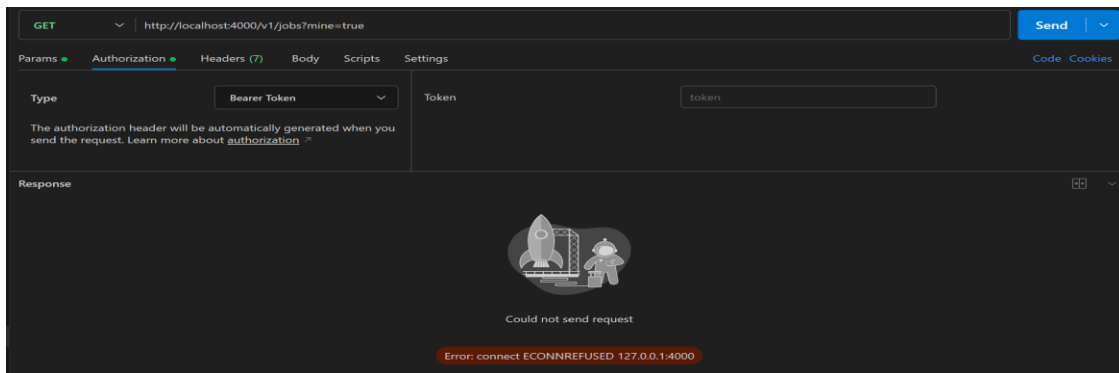 GET http://localhost:4000/v1/jobs?mine=true Send
Params Authorization Headers (7) Body Scripts Settings Code Cookies
Type Bearer Token Token token
The authorization header will be automatically generated when you
send the request. Learn more about authorization ↗
Response
Could not send request
Error: connect ECONNREFUSED 127.0.0.1:4000